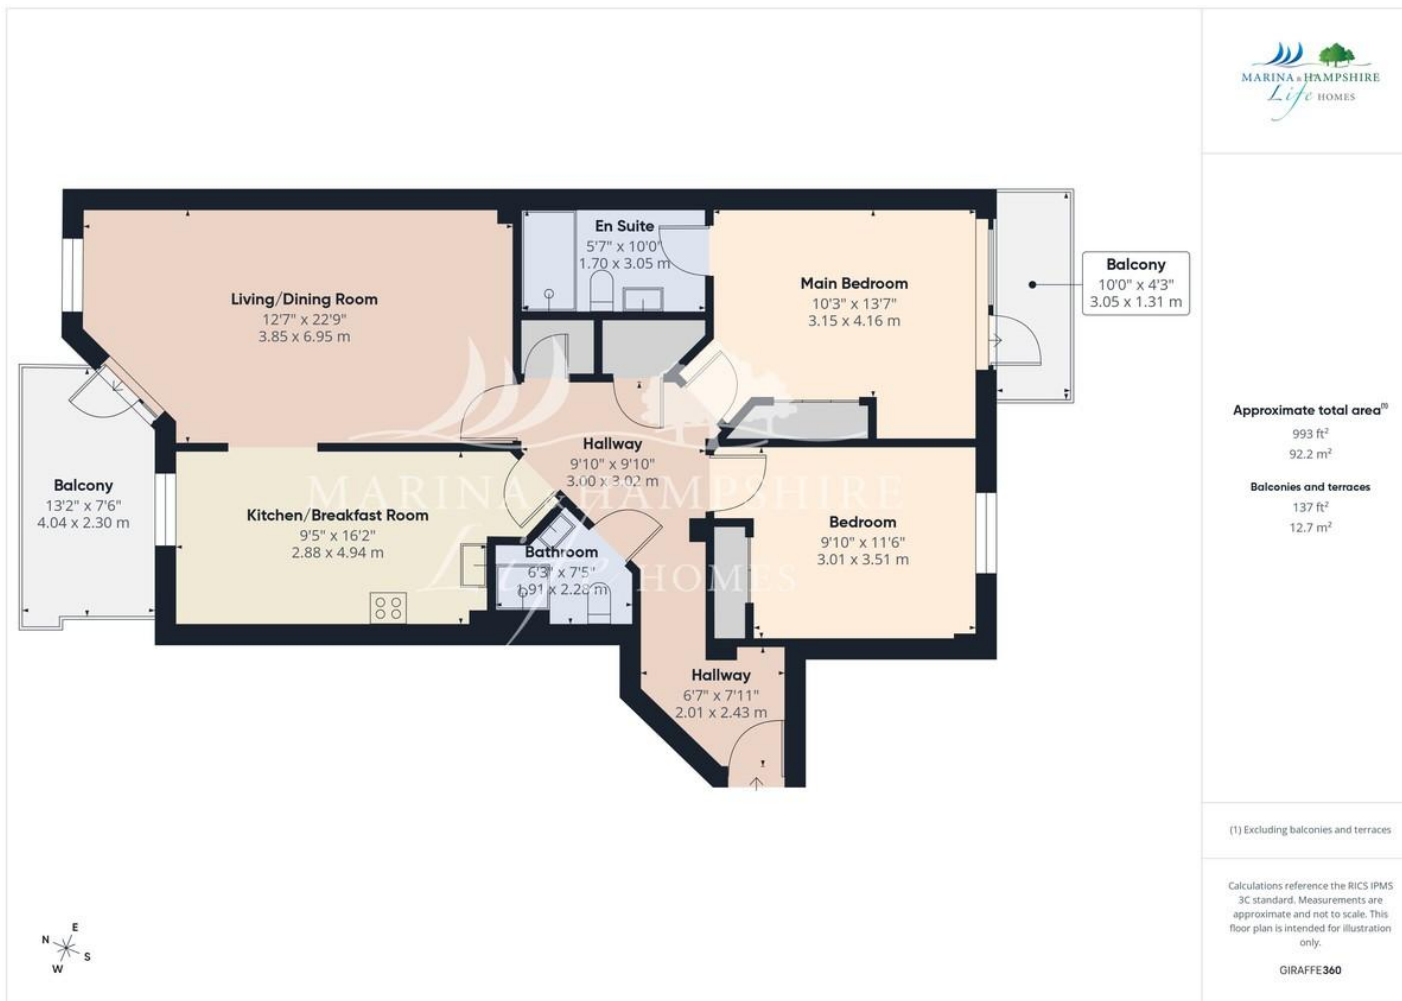 MARINA & HAMPSHIRE
Life HOMES
En Suite
5'7" x 10'0"
1.70 x 3.05 m
Living/Dining Room
12'7" x 22'9"
3.85 x 6.95 m
Main Bedroom
10'3" x 13'7"
3.15 x 4.16 m
Balcony
10'0" x 4'3"
3.05 x 1.31 m
Hallway
9'10" x 9'10"
3.00 x 3.02 m
MARINA & HAMPSHIRE
Life HOMES
Balcony
13'2" x 7'6"
4.04 x 2.30 m
Kitchen/Breakfast Room
9'5" x 16'2"
2.88 x 4.94 m
Bathroom
6'3" x 7'5"
1.91 x 2.28 m
Bedroom
9'10" x 11'6"
3.01 x 3.51 m
Hallway
6'7" x 7'11"
2.01 x 2.43 m
Approximate total area(1)
993 ft²
92.2 m²
Balconies and terraces
137 ft²
12.7 m²
(1) Excluding balconies and terraces
Calculations reference the RICS IPMS
3C standard. Measurements are
approximate and not to scale. This
floor plan is intended for illustration
only.
GIRAFFE360
E
N
S
W